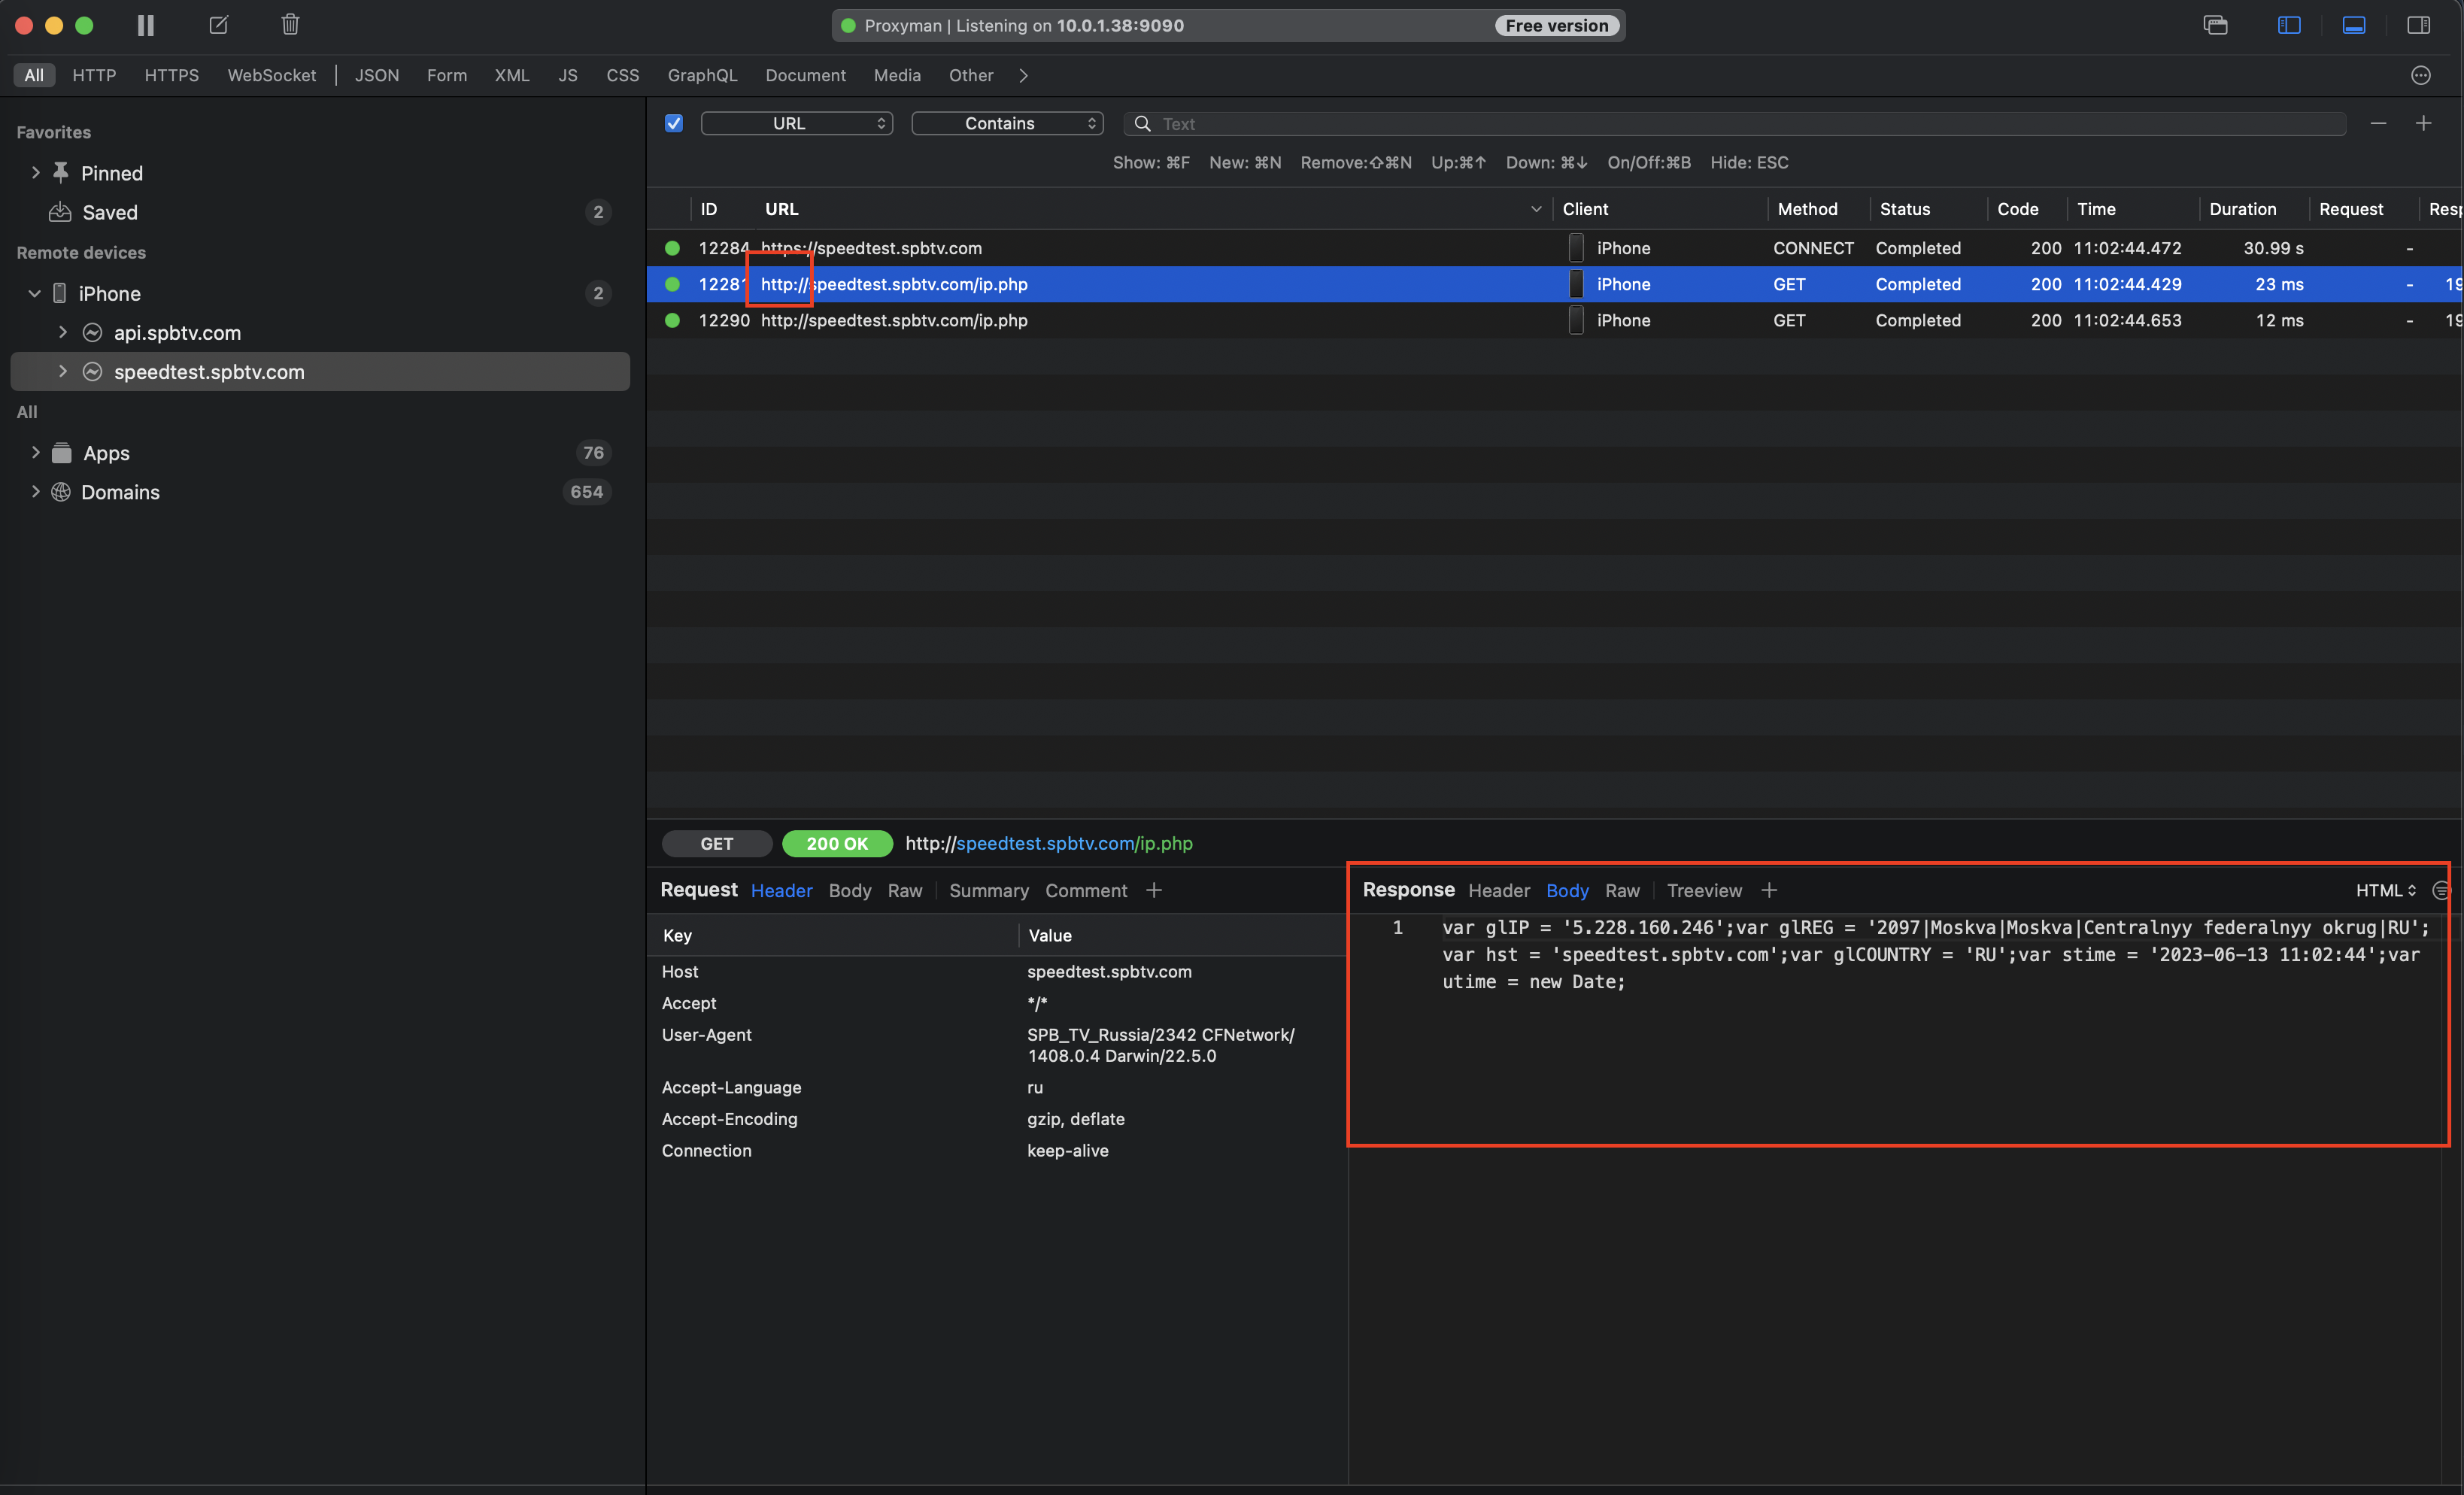 Proxyman | Listening on 10.0.1.38:9090 Free version
All HTTP HTTPS WebSocket JSON Form XML JS CSS GraphQL Document Media Other
Favorites
Pinned
Saved 2
Remote devices
iPhone 2
api.spbtv.com
speedtest.spbtv.com
All
Apps 76
Domains 654
URL Contains Text
Show: ⌘F New: ⌘N Remove:⇧⌘N Up:⌘↑ Down: ⌘↓ On/Off:⌘B Hide: ESC
ID URL Client Method Status Code Time Duration Request
12284 https://speedtest.spbtv.com iPhone CONNECT Completed 200 11:02:44.472 30.99 s -
12281 http://speedtest.spbtv.com/ip.php iPhone GET Completed 200 11:02:44.429 23 ms - 19
12290 http://speedtest.spbtv.com/ip.php iPhone GET Completed 200 11:02:44.653 12 ms - 19
GET 200 OK http://speedtest.spbtv.com/ip.php
Request Header Body Raw Summary Comment +
Key Value
Host speedtest.spbtv.com
Accept */*
User-Agent SPB_TV_Russia/2342 CFNetwork/
1408.0.4 Darwin/22.5.0
Accept-Language ru
Accept-Encoding gzip, deflate
Connection keep-alive
Response Header Body Raw Treeview + HTML
1 var glIP = '5.228.160.246';var glREG = '2097|Moskva|Moskva|Centralnyy federalnyy okrug|RU';
var hst = 'speedtest.spbtv.com';var glCOUNTRY = 'RU';var stime = '2023-06-13 11:02:44';var
utime = new Date;